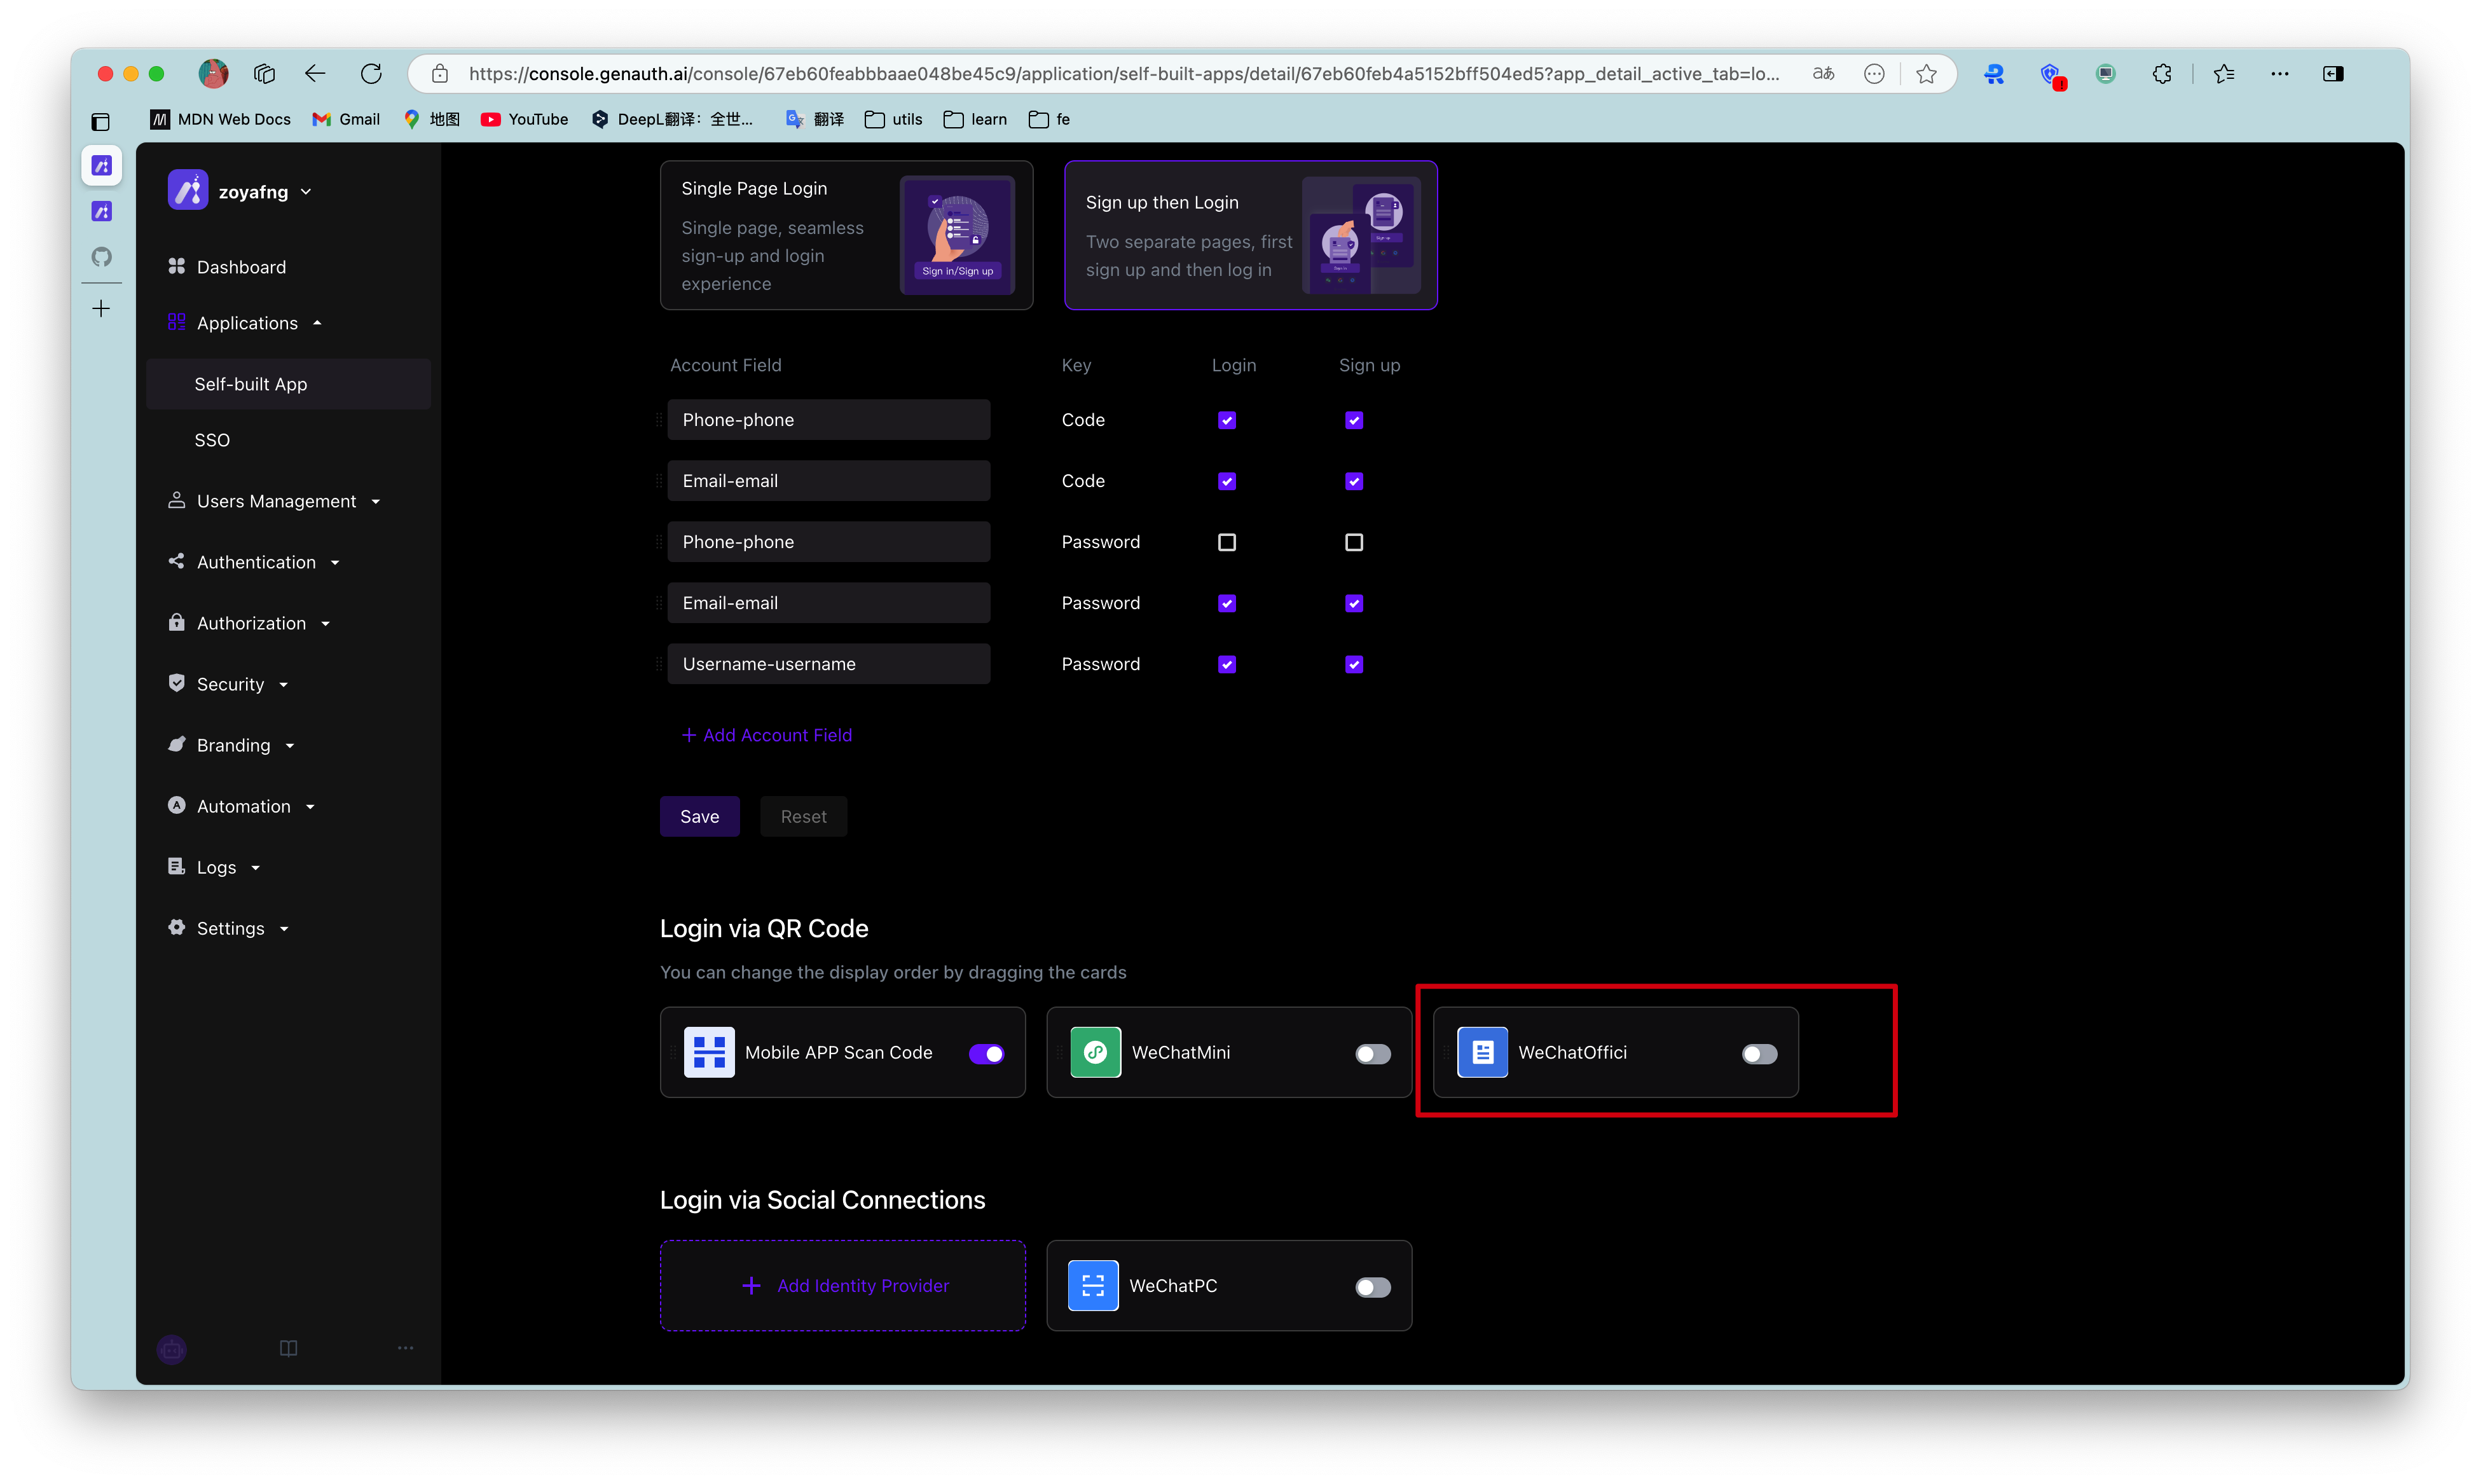 https://console.genauth.ai/console/67eb60feabbbaae048be45c9/application/self-built-apps/detail/67eb60feb4a5152bff504ed5?app_detail_active_tab=lo...
aあ
MDN Web Docs
Gmail
地图
YouTube
DeepL翻译：全世...
翻译
utils
learn
fe
zoyafng
Dashboard
Applications
Self-built App
SSO
Users Management
Authentication
Authorization
Security
Branding
Automation
Logs
Settings
Single Page Login
Single page, seamless
sign-up and login
experience
Sign in/Sign up
Sign up then Login
Two separate pages, first
sign up and then log in
Sign up
Account Field Key Login Sign up
Phone-phone Code
Email-email Code
Phone-phone Password
Email-email Password
Username-username Password
+ Add Account Field
Save Reset
Login via QR Code
You can change the display order by dragging the cards
Mobile APP Scan Code
WeChatMini
WeChatOffici
Login via Social Connections
+ Add Identity Provider
WeChatPC